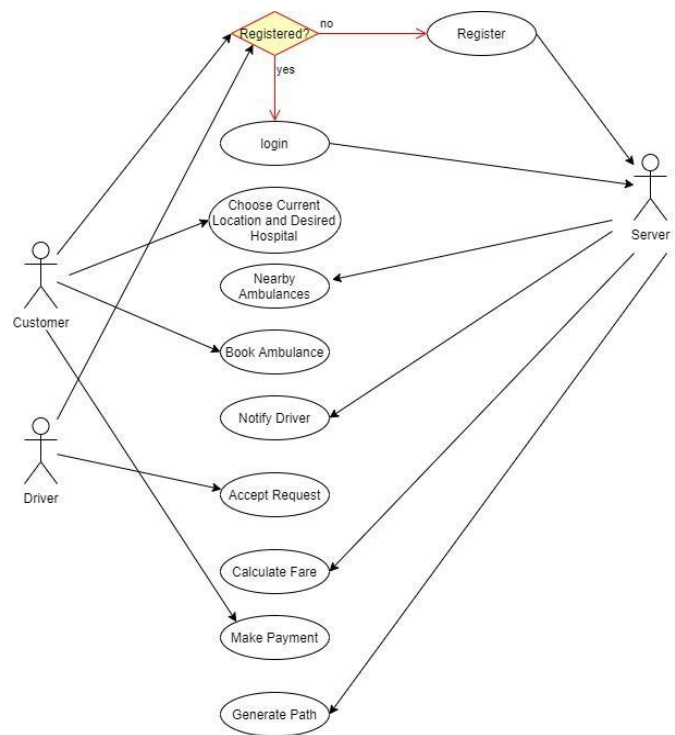 Registered?
no
Register
yes
login
Choose Current
Location and Desired
Hospital
Server
Nearby
Ambulances
Customer
Book Ambulance
Notify Driver
Driver
Accept Request
Calculate Fare
Make Payment
Generate Path